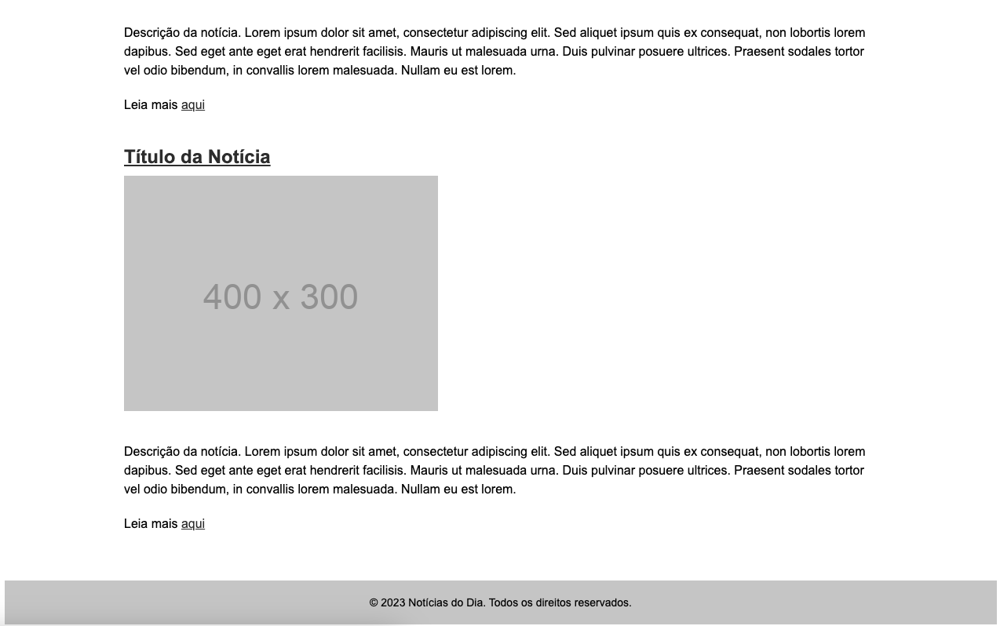 Descrição da notícia. Lorem ipsum dolor sit amet, consectetur adipiscing elit. Sed aliquet ipsum quis ex consequat, non lobortis lorem
dapibus. Sed eget ante eget erat hendrerit facilisis. Mauris ut malesuada urna. Duis pulvinar posuere ultrices. Praesent sodales tortor
vel odio bibendum, in convallis lorem malesuada. Nullam eu est lorem.
Leia mais aqui
Título da Notícia
400 x 300
Descrição da notícia. Lorem ipsum dolor sit amet, consectetur adipiscing elit. Sed aliquet ipsum quis ex consequat, non lobortis lorem
dapibus. Sed eget ante eget erat hendrerit facilisis. Mauris ut malesuada urna. Duis pulvinar posuere ultrices. Praesent sodales tortor
vel odio bibendum, in convallis lorem malesuada. Nullam eu est lorem.
Leia mais aqui
© 2023 Notícias do Dia. Todos os direitos reservados.